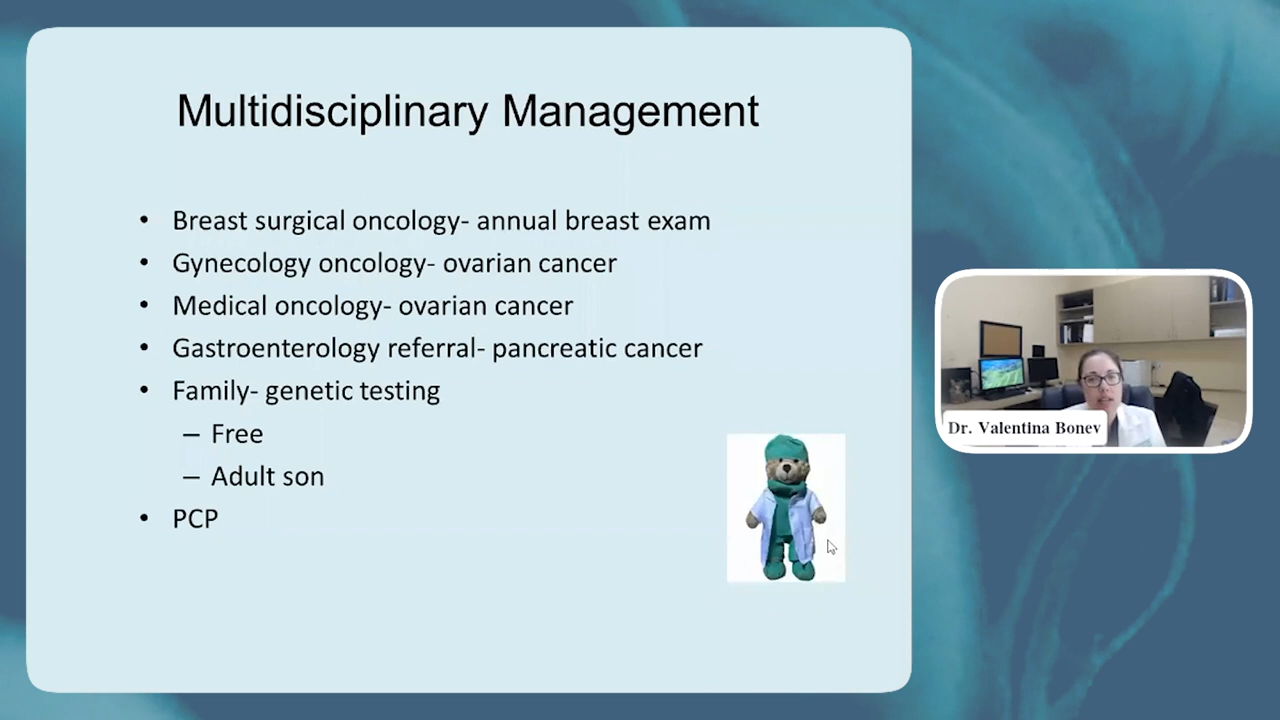 Multidisciplinary Management
• Breast surgical oncology- annual breast exam
• Gynecology oncology- ovarian cancer
• Medical oncology- ovarian cancer
• Gastroenterology referral- pancreatic cancer
• Family- genetic testing
– Free
– Adult son
• PCP
Dr. Valentina Bonev